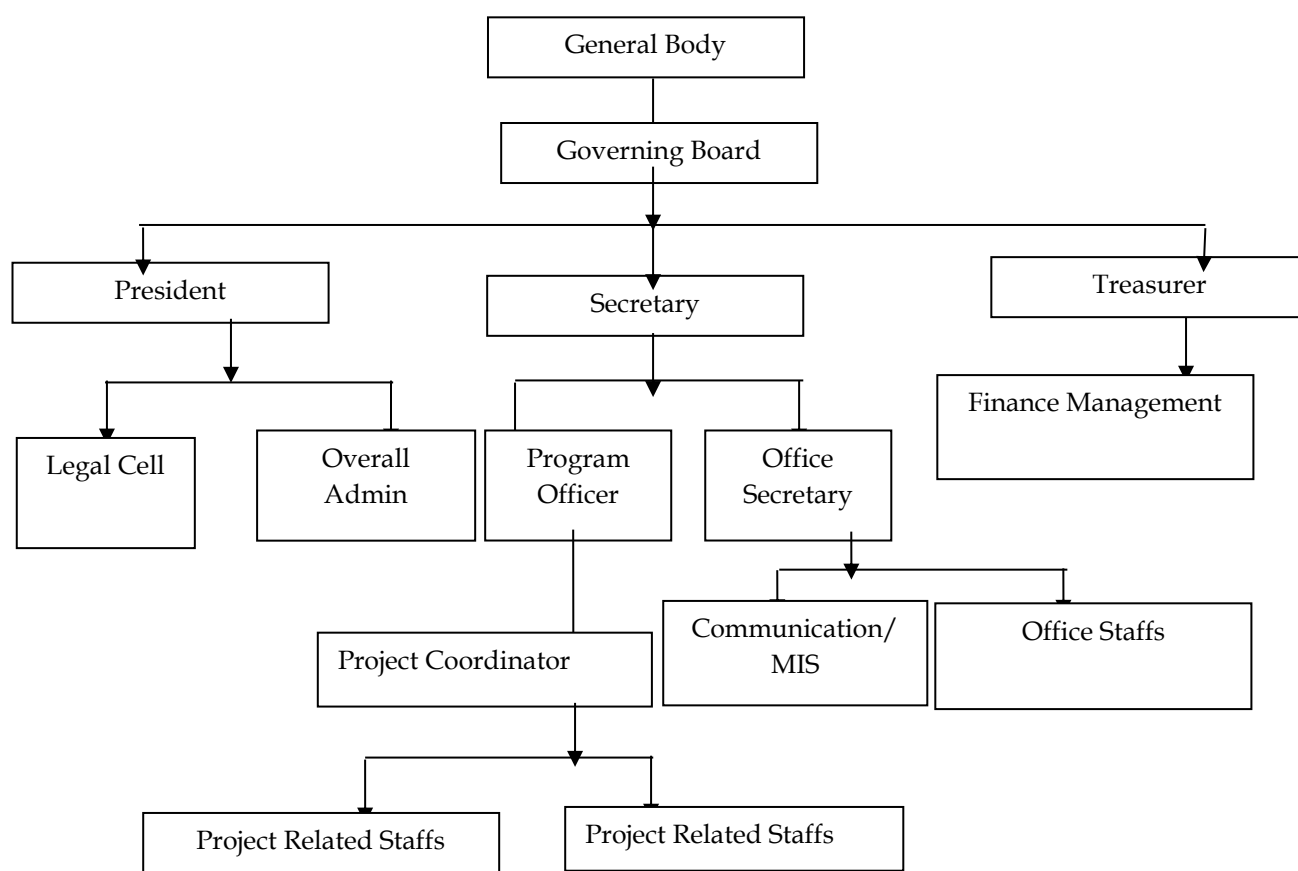 General Body
Governing Board
President
Secretary
Treasurer
Legal Cell
Overall
Admin
Program
Officer
Office
Secretary
Finance Management
Project Coordinator
Communication/
MIS
Office Staffs
Project Related Staffs
Project Related Staffs